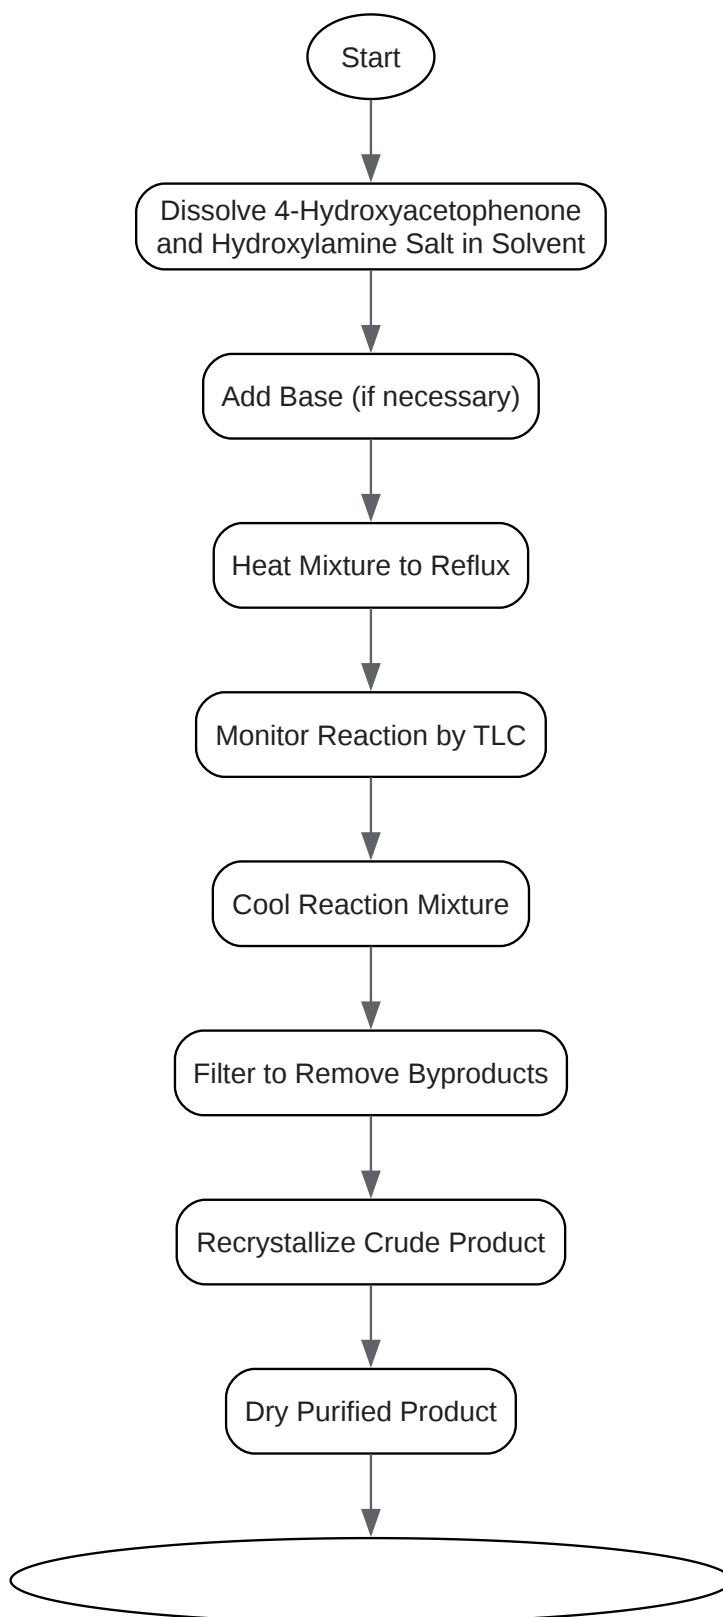 Start
Dissolve 4-Hydroxyacetophenone
and Hydroxylamine Salt in Solvent
Add Base (if necessary)
Heat Mixture to Reflux
Monitor Reaction by TLC
Cool Reaction Mixture
Filter to Remove Byproducts
Recrystallize Crude Product
Dry Purified Product